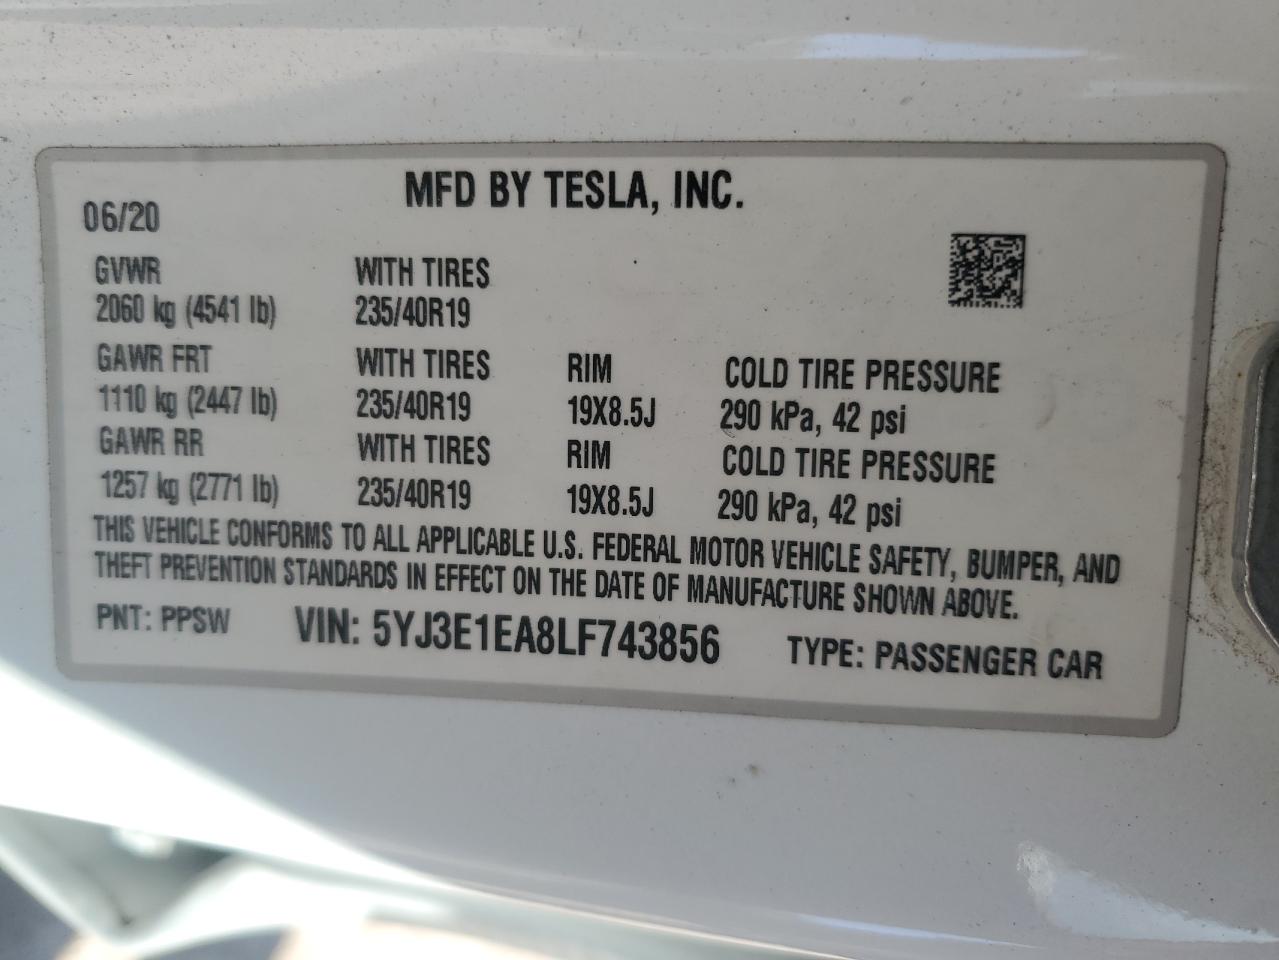 MFD BY TESLA, INC.
06/20
GVWR WITH TIRES
2060 kg (4541 lb) 235/40R19
GAWR FRT WITH TIRES RIM COLD TIRE PRESSURE
1110 kg (2447 lb) 235/40R19 19X8.5J 290 kPa, 42 psi
GAWR RR WITH TIRES RIM COLD TIRE PRESSURE
1257 kg (2771 lb) 235/40R19 19X8.5J 290 kPa, 42 psi
THIS VEHICLE CONFORMS TO ALL APPLICABLE U.S. FEDERAL MOTOR VEHICLE SAFETY, BUMPER, AND
THEFT PREVENTION STANDARDS IN EFFECT ON THE DATE OF MANUFACTURE SHOWN ABOVE.
PNT: PPSW VIN: 5YJ3E1EA8LF743856 TYPE: PASSENGER CAR